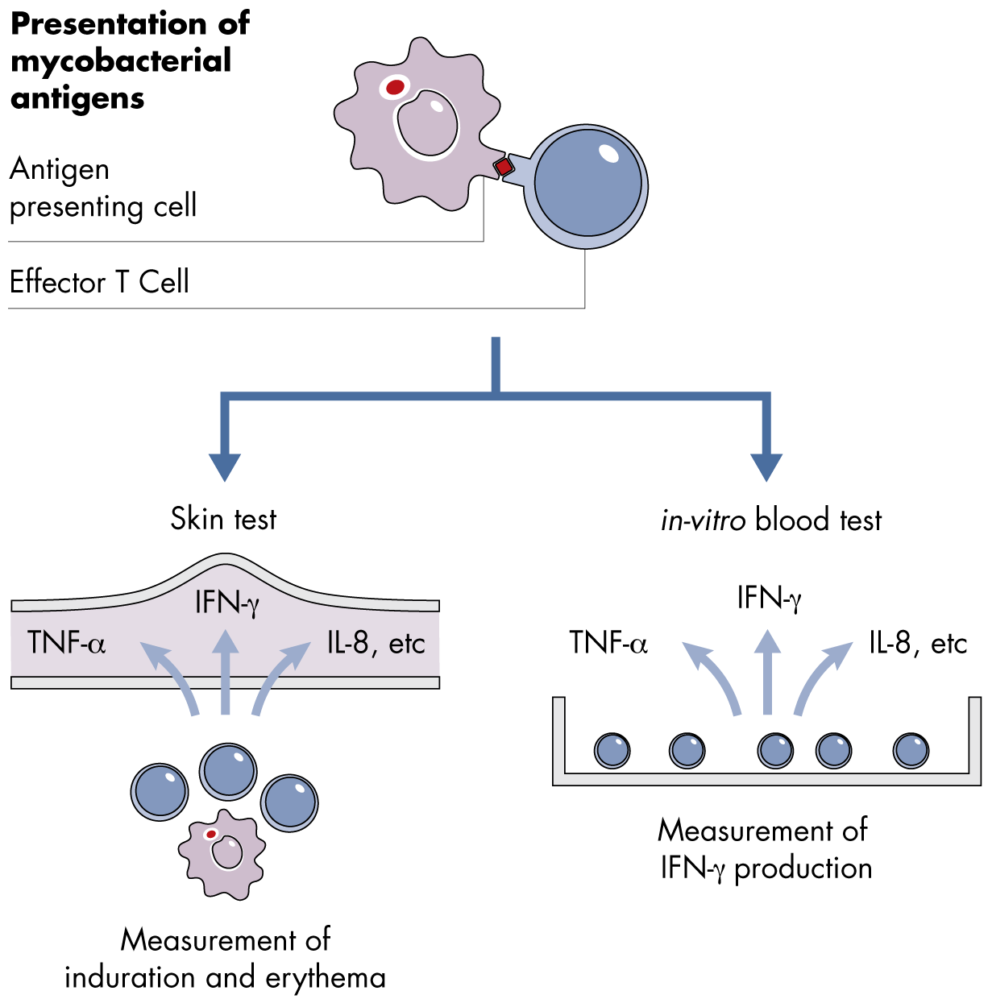 Presentation of
mycobacterial
antigens
Antigen
presenting cell
Effector T Cell
Skin test
IFN-γ
TNF-α
IL-8, etc
Measurement of
induration and erythema
in-vitro blood test
IFN-γ
TNF-α
IL-8, etc
Measurement of
IFN-γ production